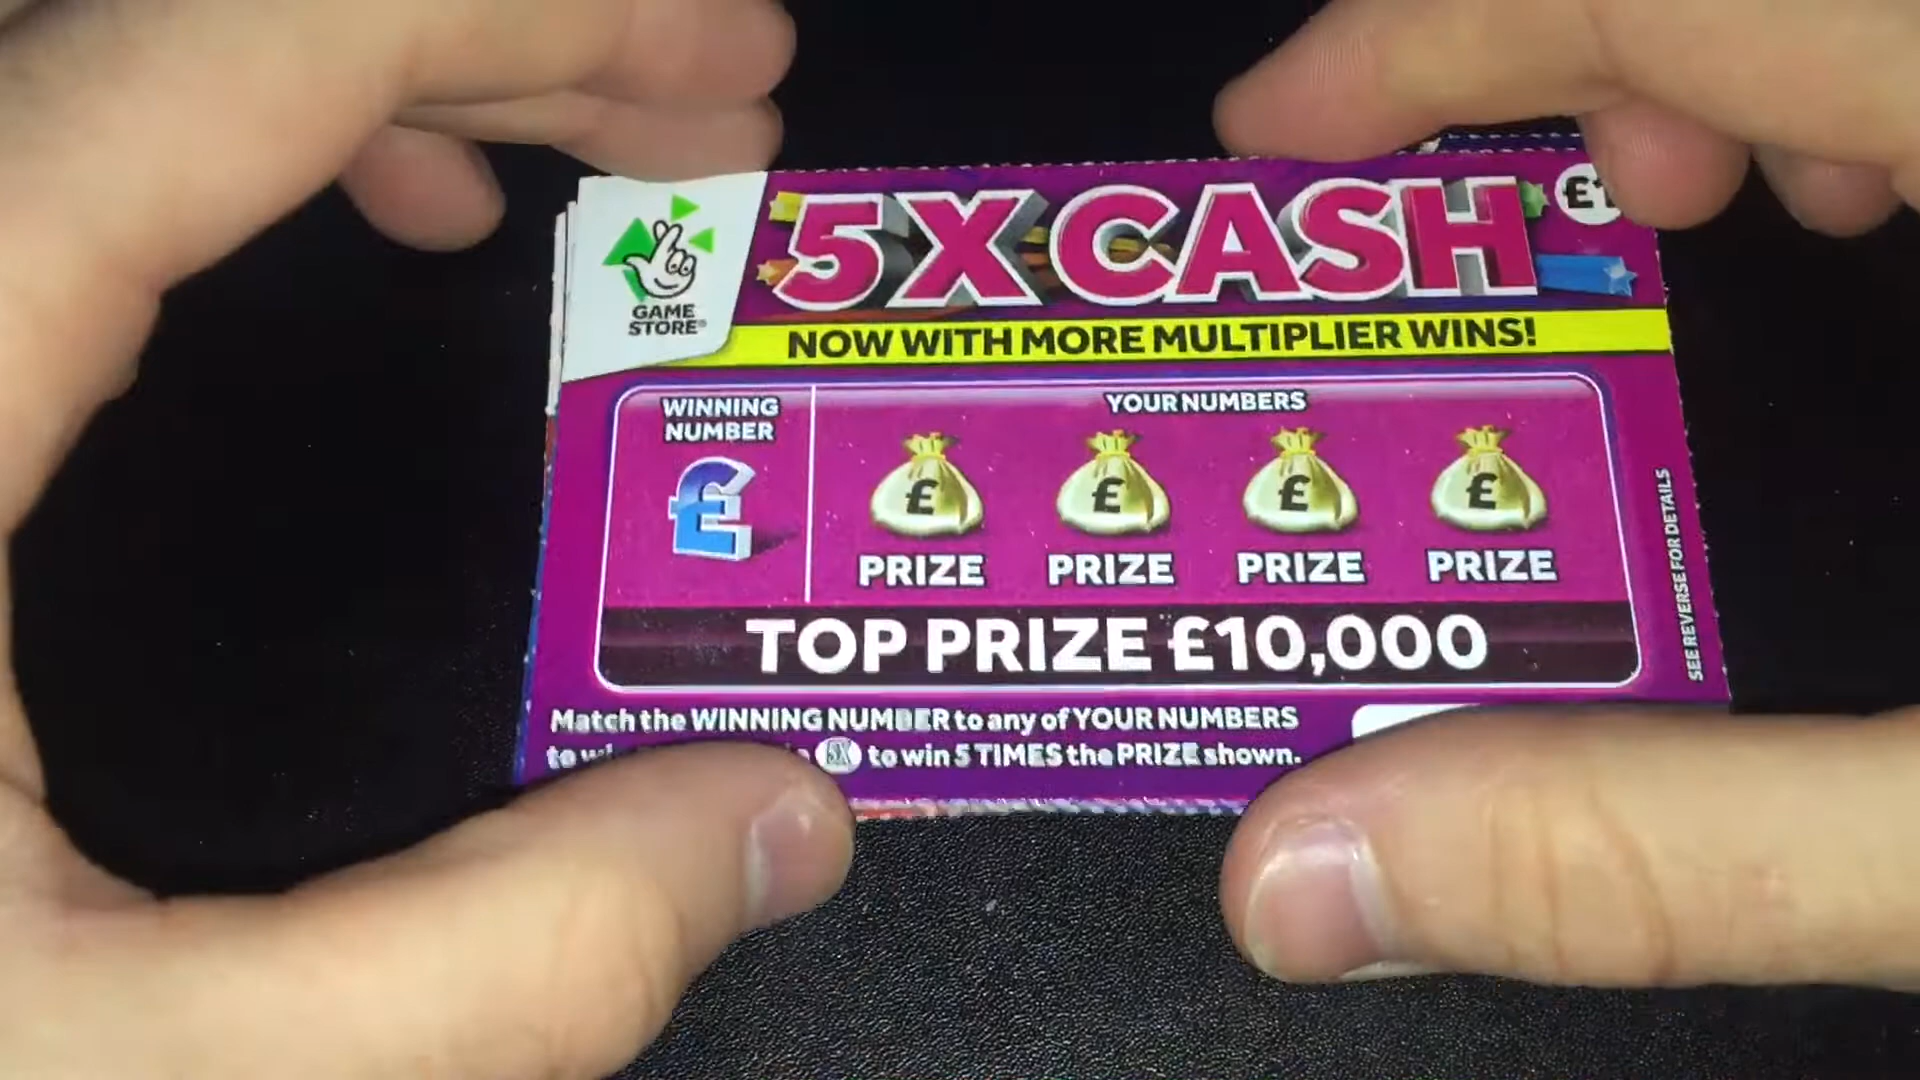 GAME
STORE®
5X CASH
£1
NOW WITH MORE MULTIPLIER WINS!
WINNING
NUMBER
£
YOUR NUMBERS
£ £ £ £
PRIZE PRIZE PRIZE PRIZE
TOP PRIZE £10,000
Match the WINNING NUMBER to any of YOUR NUMBERS
to 5X to win 5 TIMES the PRIZE shown.
SEE REVERSE FOR DETAILS